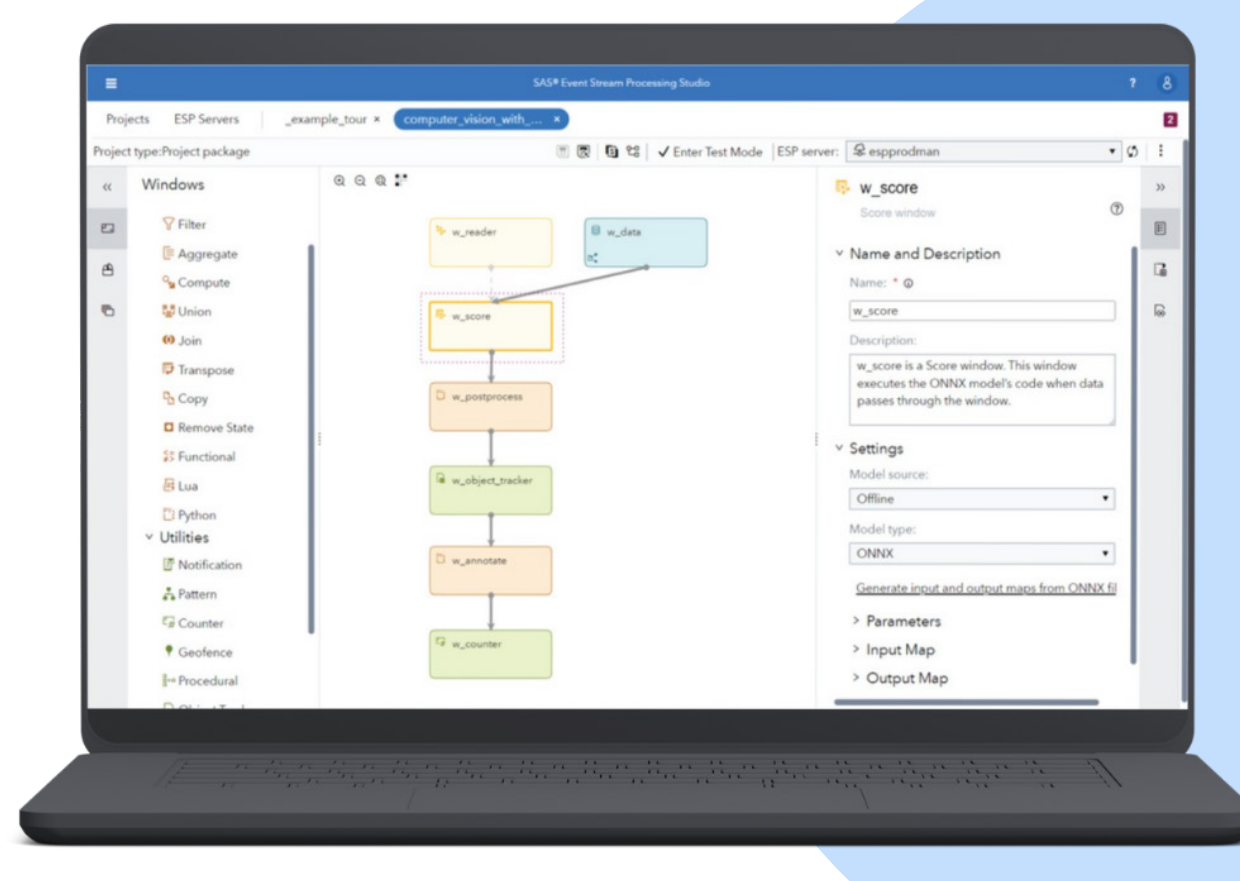 SAS® Event Stream Processing Studio
?
Projects ESP Servers _example_tour × computer_vision_with_... ×
2
Project type:Project package
✓ Enter Test Mode ESP server: espprodman
Windows
Filter
Aggregate
Compute
Union
Join
Transpose
Copy
Remove State
Functional
Lua
Python
Utilities
Notification
Pattern
Counter
Geofence
Procedural
w_reader
w_data
w_score
w_postprocess
w_object_tracker
w_annotate
w_counter
w_score
Score window
Name and Description
Name: *
w_score
Description:
w_score is a Score window. This window
executes the ONNX model's code when data
passes through the window.
Settings
Model source:
Offline
Model type:
ONNX
Generate input and output maps from ONNX fil
> Parameters
> Input Map
> Output Map